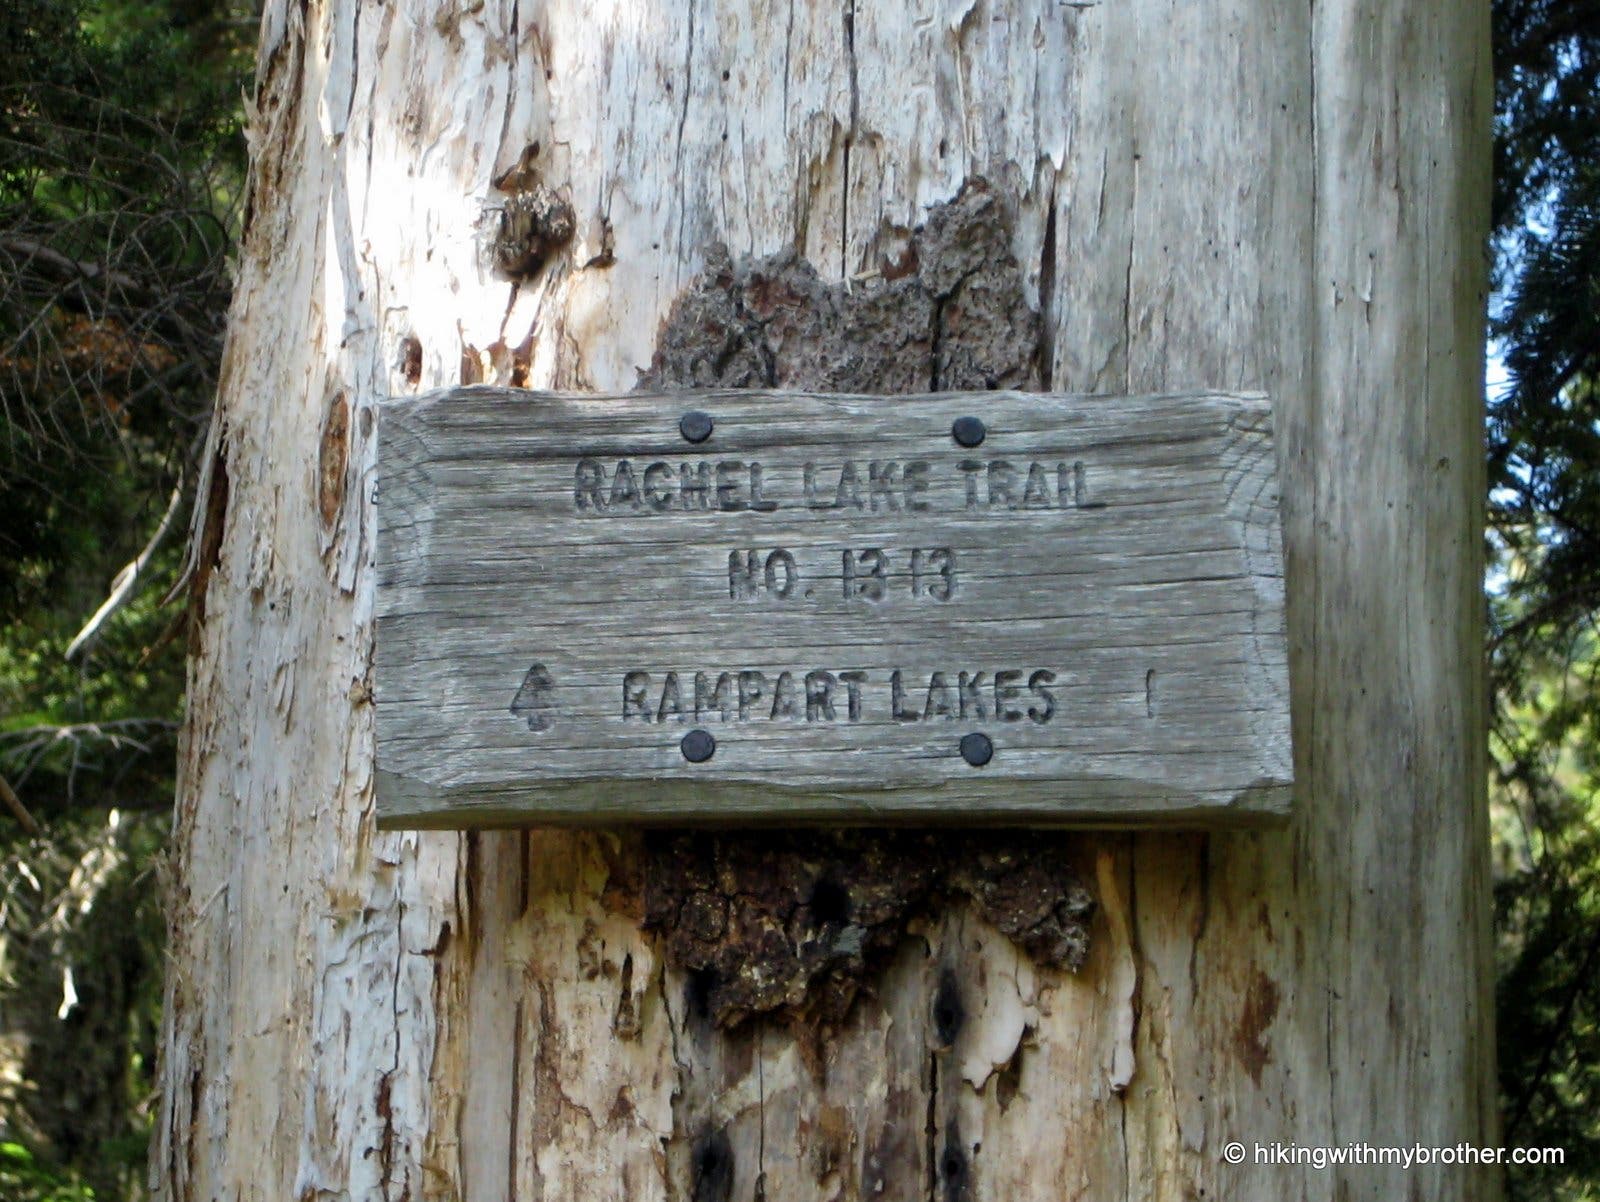 RACHEL LAKE TRAIL
NO. 1313
RAMPART LAKES 1
© hikingwithmybrother.com